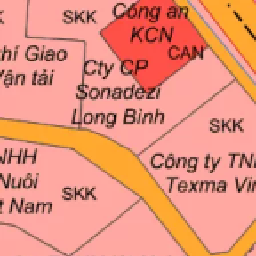 SKK
Công an
KCN
CAN
hí Giao
Vận tải
Cty CP
Sonadezi
Long Bình
SKK
NHH
Nuôi
t Nam
SKK
Công ty TN
Texma Vin